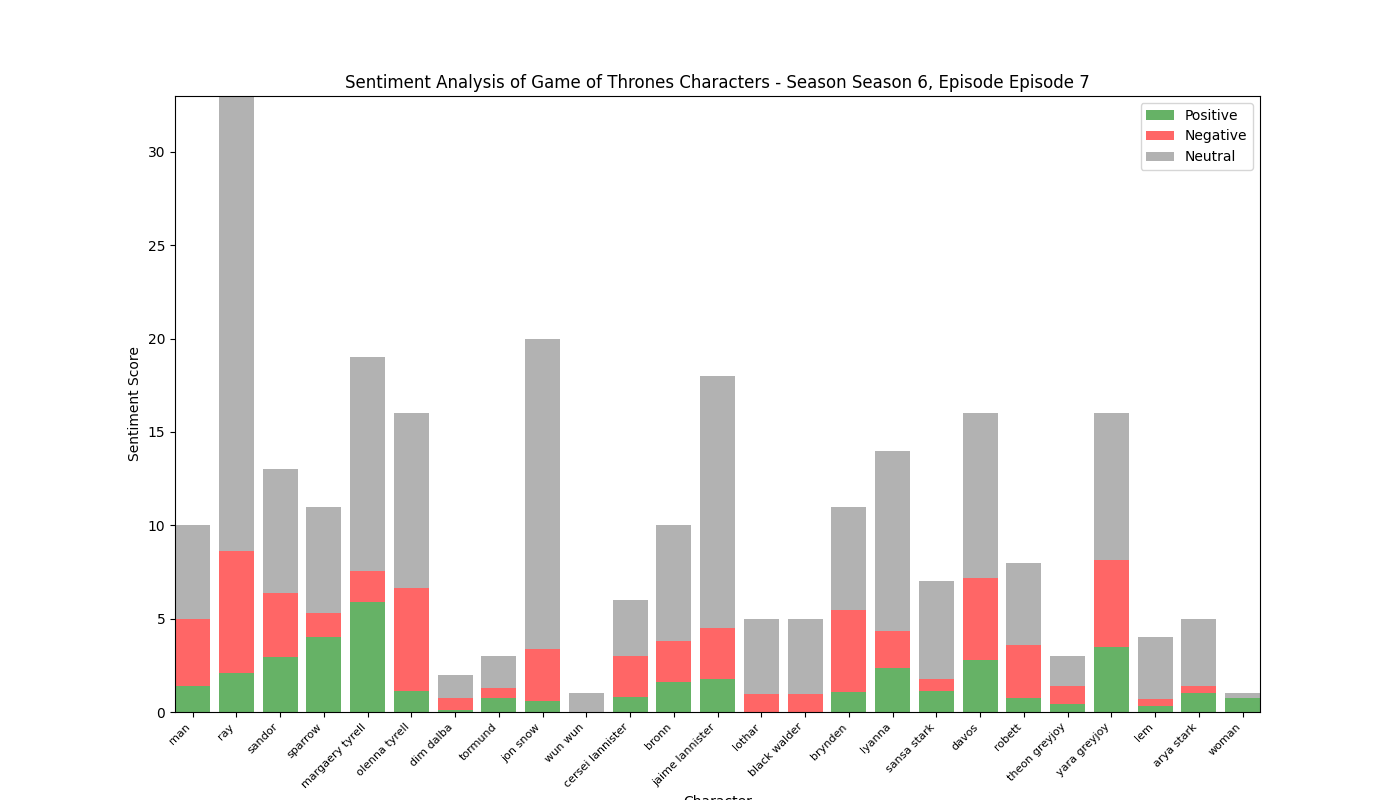 Sentiment Analysis of Game of Thrones Characters - Season Season 6, Episode Episode 7
Positive
Negative
Neutral
Sentiment Score
30
25
20
15
10
5
0
man
ray
sandor
sparrow
margaery tyrell
olenna tyrell
dim dalba
tormund
jon snow
wun wun
cersei lannister
bronn
jaime lannister
lothar
black walder
brynden
lyanna
sansa stark
davos
robett
theon greyjoy
yara greyjoy
lem
arya stark
woman
Character